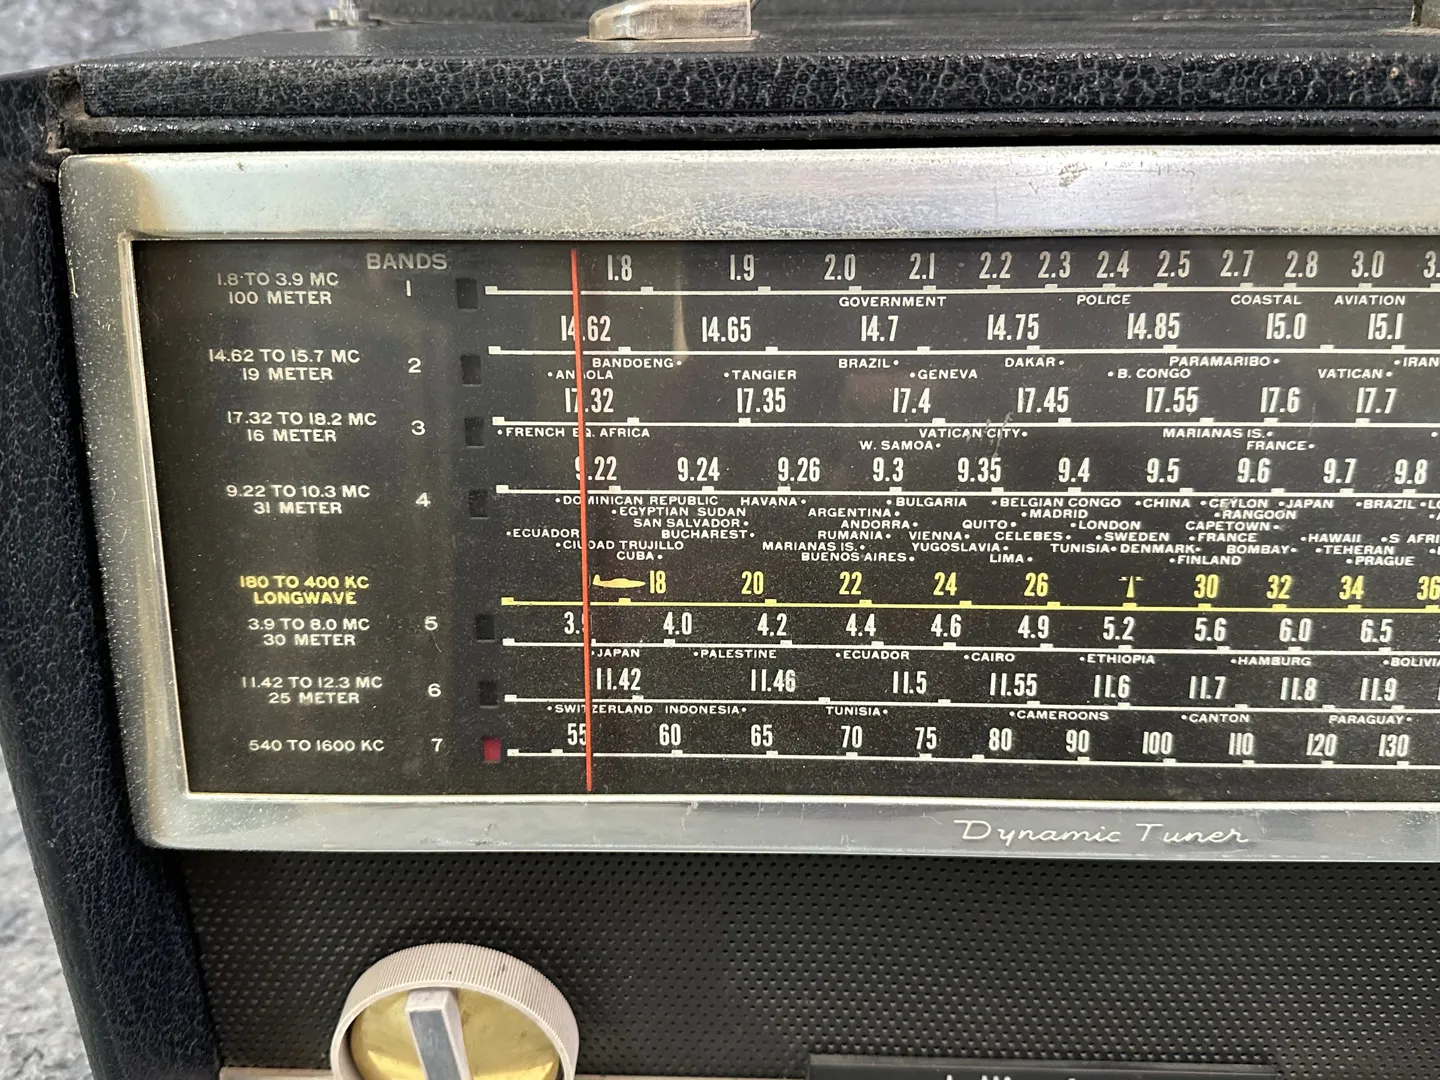 BANDS
1.8 TO 3.9 MC
100 METER
1
1.8 1.9 2.0 2.1 2.2 2.3 2.4 2.5 2.7 2.8 3.0
GOVERNMENT POLICE COASTAL AVIATION
14.62 TO 15.7 MC
19 METER
2
14.62 14.65 14.7 14.75 14.85 15.0 15.1
BANDOENG• BRAZIL• DAKAR• PARAMARIBO• •IRAN
•ANGOLA •TANGIER •GENEVA •B. CONGO VATICAN•
17.32 TO 18.2 MC
16 METER
3
17.32 17.35 17.4 17.45 17.55 17.6 17.7
•FRENCH EQ. AFRICA VATICAN CITY• MARIANAS IS.•
W. SAMOA• FRANCE•
9.22 TO 10.3 MC
31 METER
4
9.22 9.24 9.26 9.3 9.35 9.4 9.5 9.6 9.7 9.8
•DOMINICAN REPUBLIC HAVANA• •BULGARIA •BELGIAN CONGO •CHINA •CEYLON •JAPAN •BRAZIL
•EGYPTIAN SUDAN ARGENTINA• •MADRID •RANGOON
SAN SALVADOR• ANDORRA• QUITO• •LONDON CAPETOWN•
•ECUADOR BUCHAREST• RUMANIA• VIENNA• CELEBES• •SWEDEN •FRANCE •HAWAII •S AFRI
•CIUDAD TRUJILLO MARIANAS IS.• YUGOSLAVIA• TUNISIA• DENMARK• BOMBAY• •TEHERAN
CUBA• BUENOS AIRES• LIMA• •FINLAND •PRAGUE
180 TO 400 KC
LONGWAVE
18 20 22 24 26 30 32 34 36
3.9 TO 8.0 MC
30 METER
5
3.9 4.0 4.2 4.4 4.6 4.9 5.2 5.6 6.0 6.5
•JAPAN •PALESTINE •ECUADOR •CAIRO •ETHIOPIA •HAMBURG •BOLIVIA
11.42 TO 12.3 MC
25 METER
6
11.42 11.46 11.5 11.55 11.6 11.7 11.8 11.9
•SWITZERLAND INDONESIA• TUNISIA• •CAMEROONS •CANTON PARAGUAY•
540 TO 1600 KC
7
55 60 65 70 75 80 90 100 110 120 130
Dynamic Tuner